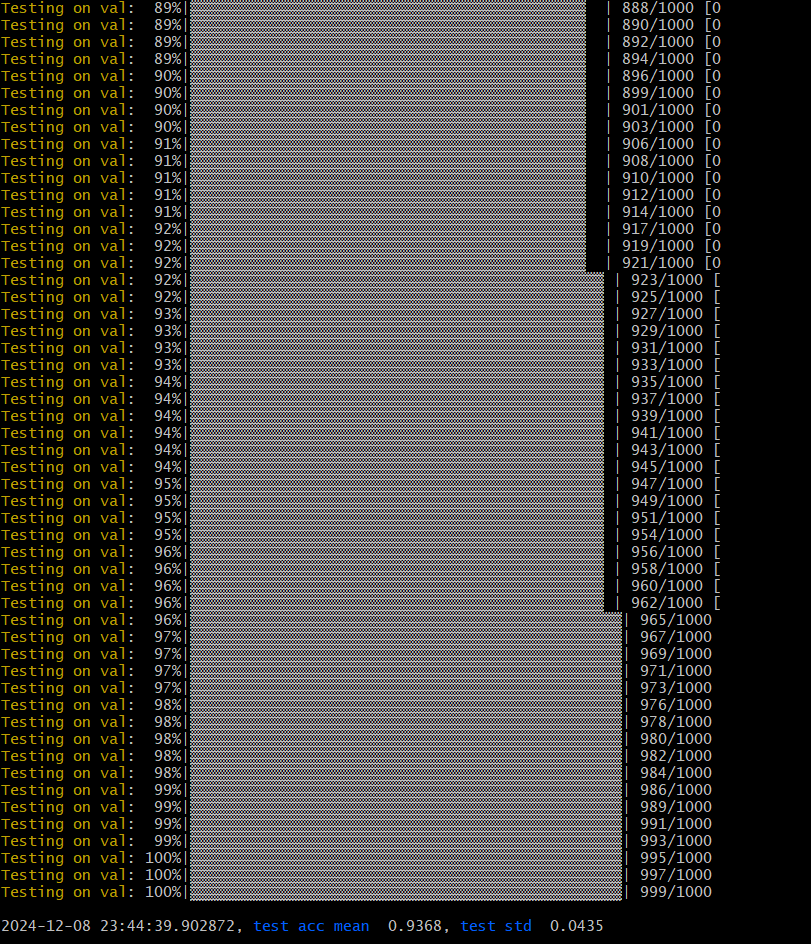 Testing on val:  89%| | 888/1000 [0
Testing on val:  89%| | 890/1000 [0
Testing on val:  89%| | 892/1000 [0
Testing on val:  89%| | 894/1000 [0
Testing on val:  90%| | 896/1000 [0
Testing on val:  90%| | 899/1000 [0
Testing on val:  90%| | 901/1000 [0
Testing on val:  90%| | 903/1000 [0
Testing on val:  91%| | 906/1000 [0
Testing on val:  91%| | 908/1000 [0
Testing on val:  91%| | 910/1000 [0
Testing on val:  91%| | 912/1000 [0
Testing on val:  91%| | 914/1000 [0
Testing on val:  92%| | 917/1000 [0
Testing on val:  92%| | 919/1000 [0
Testing on val:  92%| | 921/1000 [0
Testing on val:  92%| | 923/1000 [
Testing on val:  92%| | 925/1000 [
Testing on val:  93%| | 927/1000 [
Testing on val:  93%| | 929/1000 [
Testing on val:  93%| | 931/1000 [
Testing on val:  93%| | 933/1000 [
Testing on val:  94%| | 935/1000 [
Testing on val:  94%| | 937/1000 [
Testing on val:  94%| | 939/1000 [
Testing on val:  94%| | 941/1000 [
Testing on val:  94%| | 943/1000 [
Testing on val:  94%| | 945/1000 [
Testing on val:  95%| | 947/1000 [
Testing on val:  95%| | 949/1000 [
Testing on val:  95%| | 951/1000 [
Testing on val:  95%| | 954/1000 [
Testing on val:  96%| | 956/1000 [
Testing on val:  96%| | 958/1000 [
Testing on val:  96%| | 960/1000 [
Testing on val:  96%| | 962/1000 [
Testing on val:  96%| | 965/1000
Testing on val:  97%| | 967/1000
Testing on val:  97%| | 969/1000
Testing on val:  97%| | 971/1000
Testing on val:  97%| | 973/1000
Testing on val:  98%| | 976/1000
Testing on val:  98%| | 978/1000
Testing on val:  98%| | 980/1000
Testing on val:  98%| | 982/1000
Testing on val:  98%| | 984/1000
Testing on val:  99%| | 986/1000
Testing on val:  99%| | 989/1000
Testing on val:  99%| | 991/1000
Testing on val:  99%| | 993/1000
Testing on val: 100%| | 995/1000
Testing on val: 100%| | 997/1000
Testing on val: 100%| | 999/1000
2024-12-08 23:44:39.902872, test acc mean  0.9368, test std  0.0435